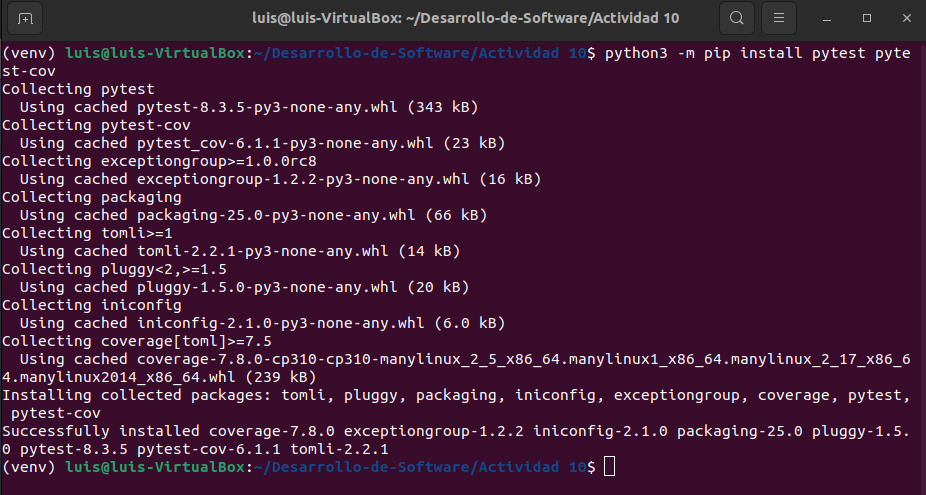 luis@luis-VirtualBox: ~/Desarrollo-de-Software/Actividad 10
(venv) luis@luis-VirtualBox:~/Desarrollo-de-Software/Actividad 10$ python3 -m pip install pytest pyte
st-cov
Collecting pytest
  Using cached pytest-8.3.5-py3-none-any.whl (343 kB)
Collecting pytest-cov
  Using cached pytest_cov-6.1.1-py3-none-any.whl (23 kB)
Collecting exceptiongroup>=1.0.0rc8
  Using cached exceptiongroup-1.2.2-py3-none-any.whl (16 kB)
Collecting packaging
  Using cached packaging-25.0-py3-none-any.whl (66 kB)
Collecting tomli>=1
  Using cached tomli-2.2.1-py3-none-any.whl (14 kB)
Collecting pluggy<2,>=1.5
  Using cached pluggy-1.5.0-py3-none-any.whl (20 kB)
Collecting iniconfig
  Using cached iniconfig-2.1.0-py3-none-any.whl (6.0 kB)
Collecting coverage[toml]>=7.5
  Using cached coverage-7.8.0-cp310-cp310-manylinux_2_5_x86_64.manylinux1_x86_64.manylinux_2_17_x86_6
4.manylinux2014_x86_64.whl (239 kB)
Installing collected packages: tomli, pluggy, packaging, iniconfig, exceptiongroup, coverage, pytest,
 pytest-cov
Successfully installed coverage-7.8.0 exceptiongroup-1.2.2 iniconfig-2.1.0 packaging-25.0 pluggy-1.5.
0 pytest-8.3.5 pytest-cov-6.1.1 tomli-2.2.1
(venv) luis@luis-VirtualBox:~/Desarrollo-de-Software/Actividad 10$